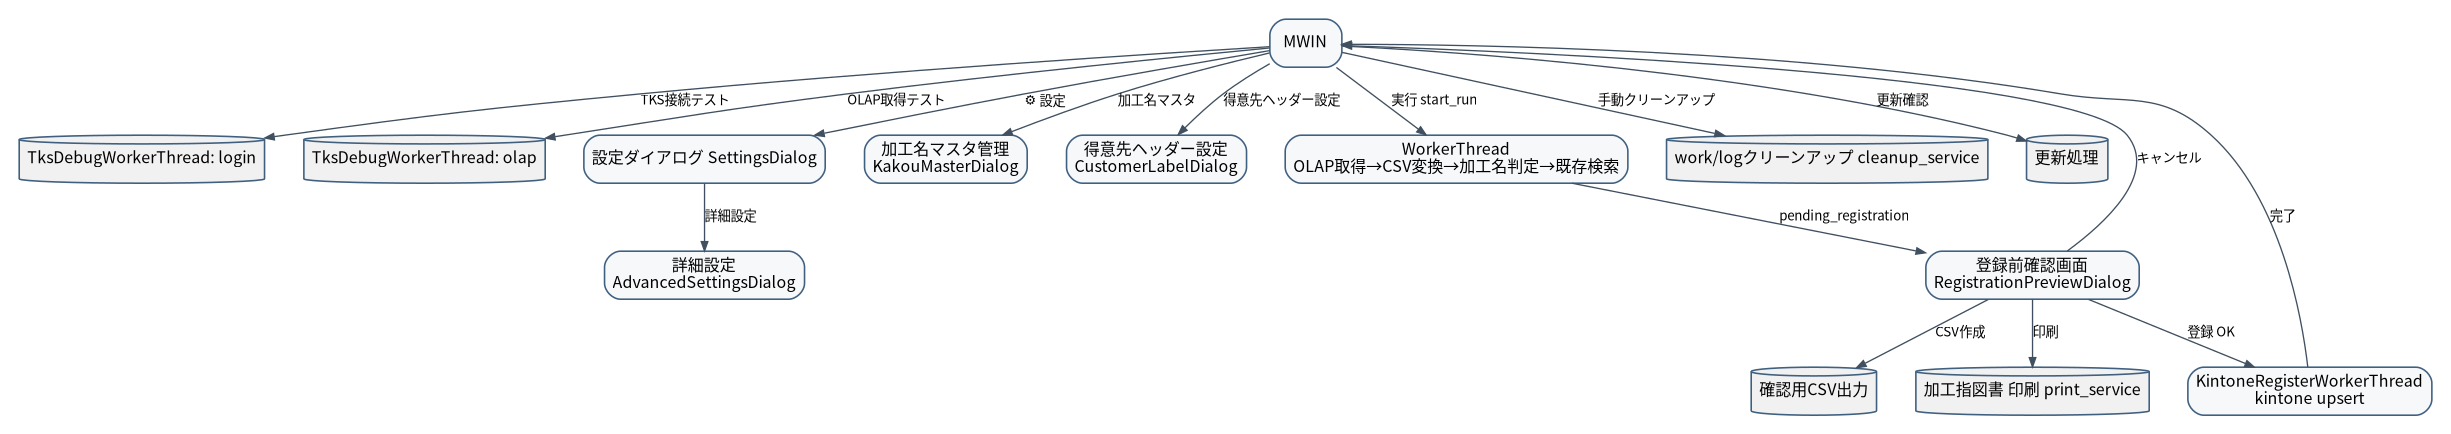 MWIN
TKS接続テスト
OLAP取得テスト
⚙ 設定
加工名マスタ
得意先ヘッダー設定
実行 start_run
手動クリーンアップ
更新確認
TksDebugWorkerThread: login
TksDebugWorkerThread: olap
設定ダイアログ SettingsDialog
加工名マスタ管理
KakouMasterDialog
得意先ヘッダー設定
CustomerLabelDialog
WorkerThread
OLAP取得→CSV変換→加工名判定→既存検索
work/logクリーンアップ cleanup_service
更新処理
キャンセル
詳細設定
pending_registration
完了
詳細設定
AdvancedSettingsDialog
登録前確認画面
RegistrationPreviewDialog
CSV作成
印刷
登録 OK
確認用CSV出力
加工指図書 印刷 print_service
KintoneRegisterWorkerThread
kintone upsert